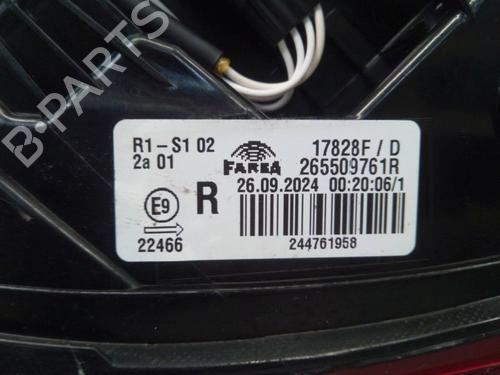 B-PARTS
R1-S1 02
2a 01
FAREA
17828F / D
265509761R
E9
R
26.09.2024 00:20:06/1
22466
244761958